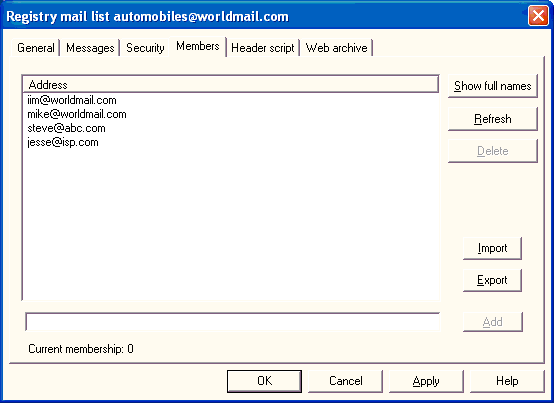 Registry mail list automobiles@worldmail.com
General Messages Security Members Header script Web archive
Address
iim@worldmail.com
mike@worldmail.com
steve@abc.com
jesse@isp.com
Show full names
Refresh
Delete
Import
Export
Add
Current membership: 0
OK Cancel Apply Help